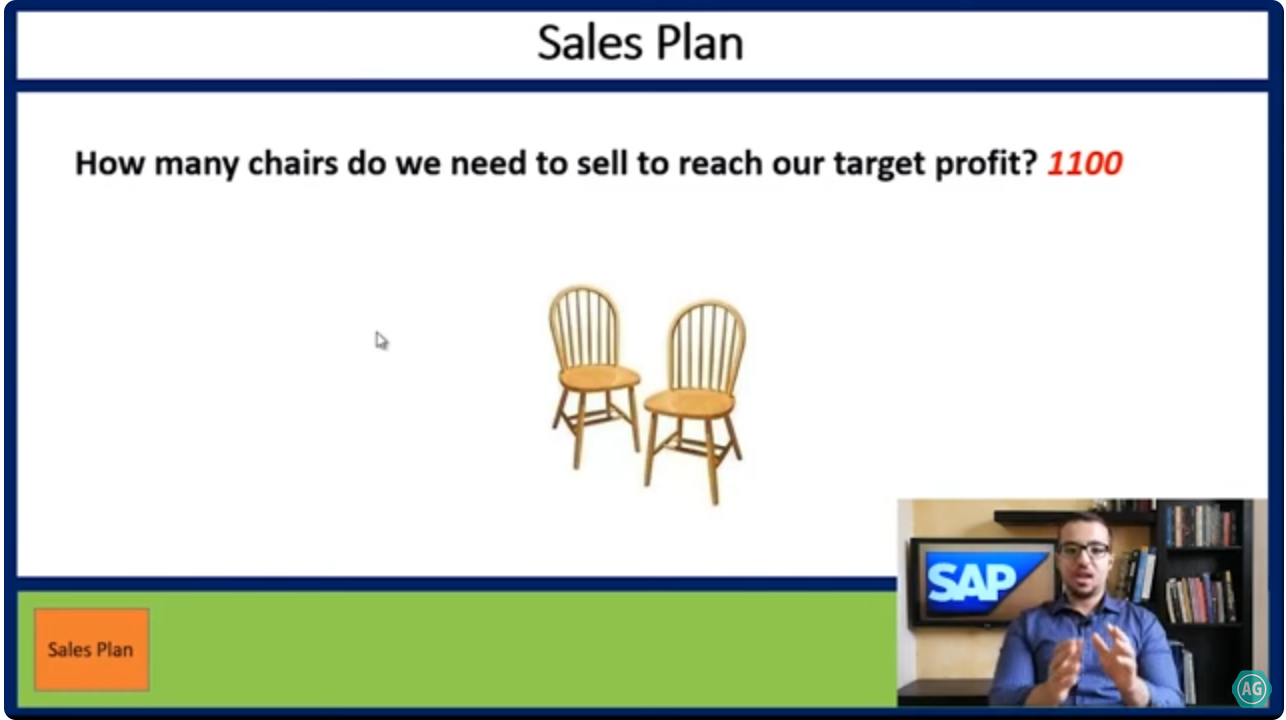 Sales Plan
How many chairs do we need to sell to reach our target profit? 1100
SAP
Sales Plan
AG